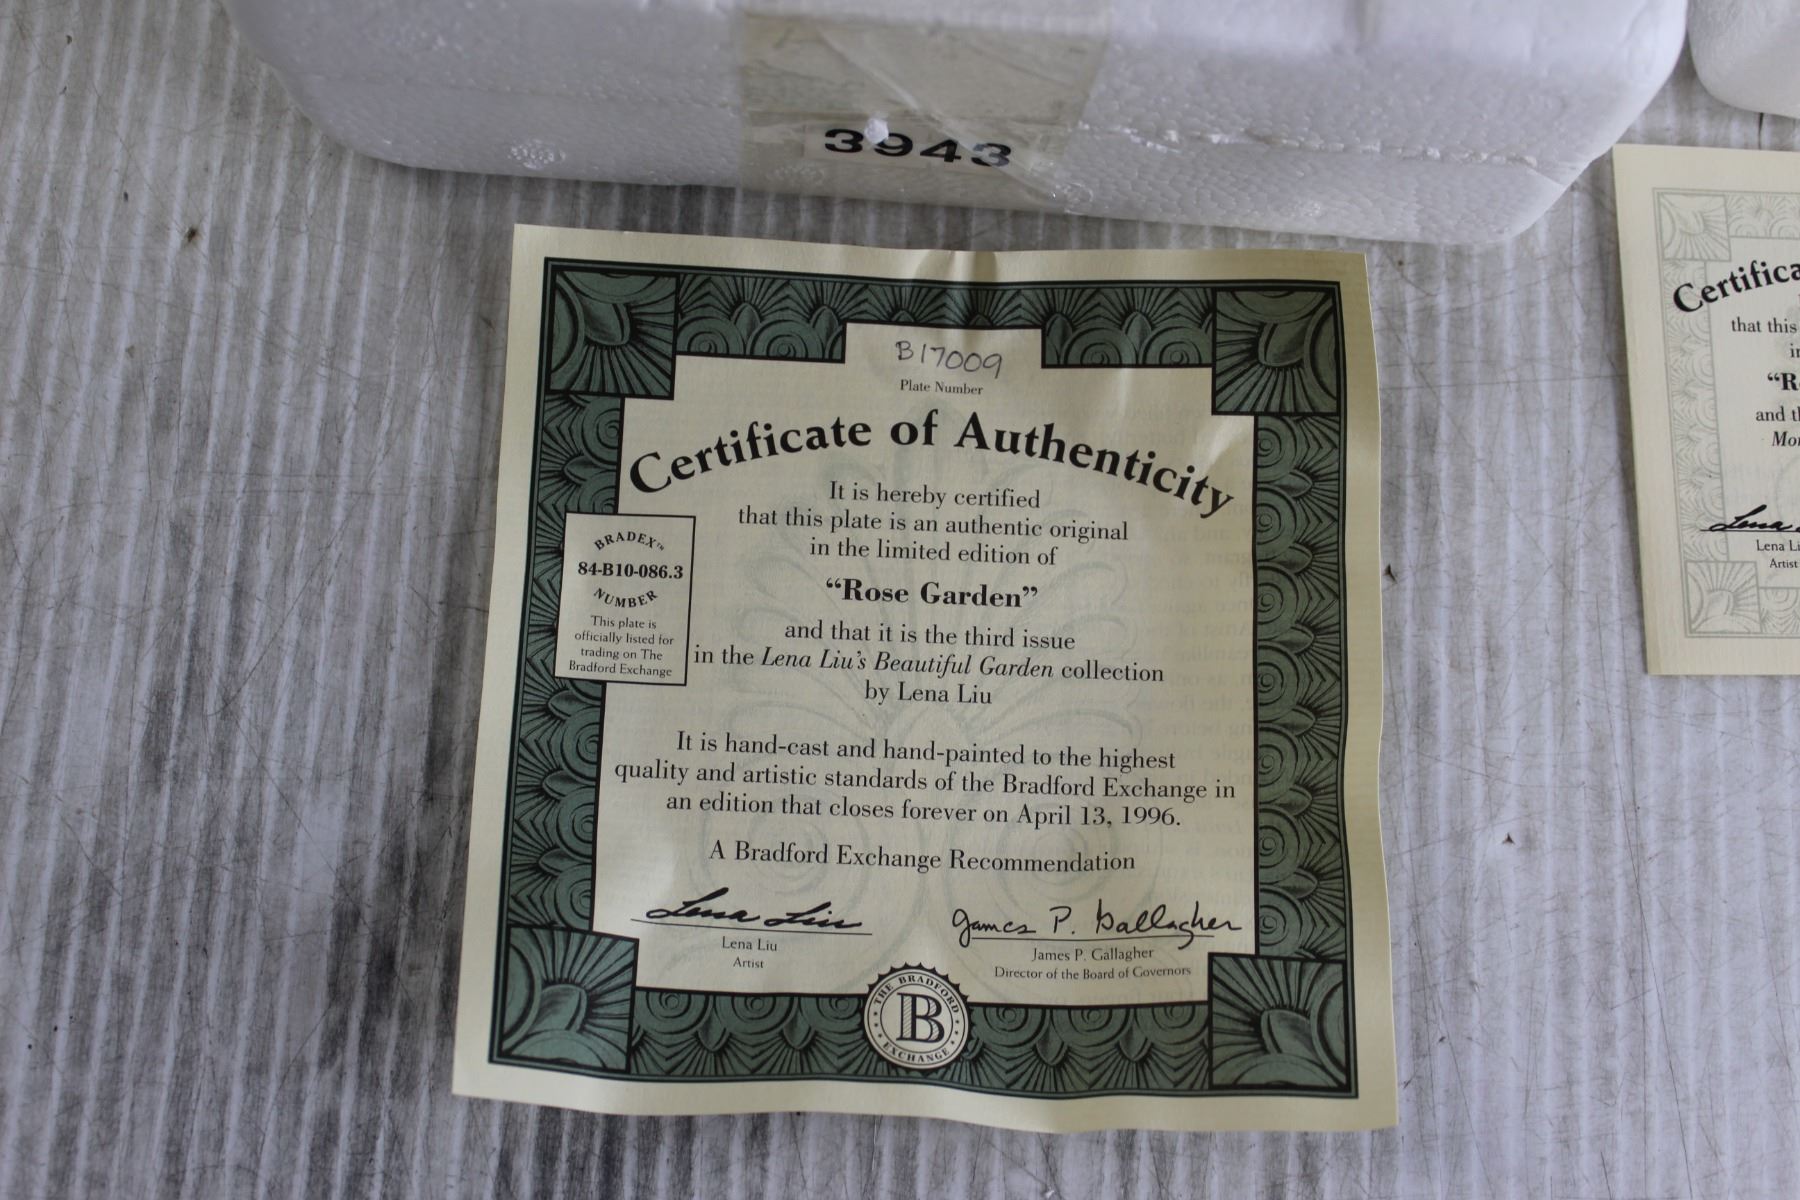 3943
B17009
Plate Number
Certificate of Authenticity
It is hereby certified
that this plate is an authentic original
in the limited edition of
“Rose Garden”
and that it is the third issue
in the Lena Liu's Beautiful Garden collection
by Lena Liu
BRADEX™
84-B10-086.3
NUMBER
This plate is
officially listed for
trading on The
Bradford Exchange
It is hand-cast and hand-painted to the highest
quality and artistic standards of the Bradford Exchange in
an edition that closes forever on April 13, 1996.
A Bradford Exchange Recommendation
Lena Liu
Lena Liu
Artist
James P. Gallagher
James P. Gallagher
Director of the Board of Governors
THE BRADFORD
B
EXCHANGE
that this
Lena
Artist